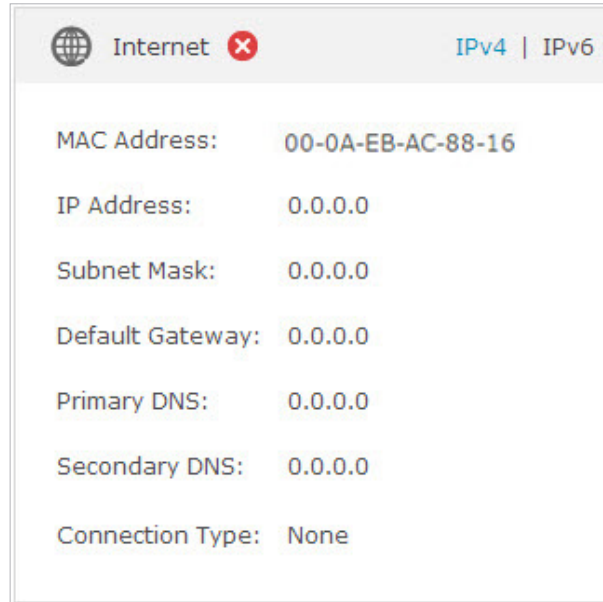 Internet IPv4 | IPv6
MAC Address: 00-0A-EB-AC-88-16
IP Address: 0.0.0.0
Subnet Mask: 0.0.0.0
Default Gateway: 0.0.0.0
Primary DNS: 0.0.0.0
Secondary DNS: 0.0.0.0
Connection Type: None